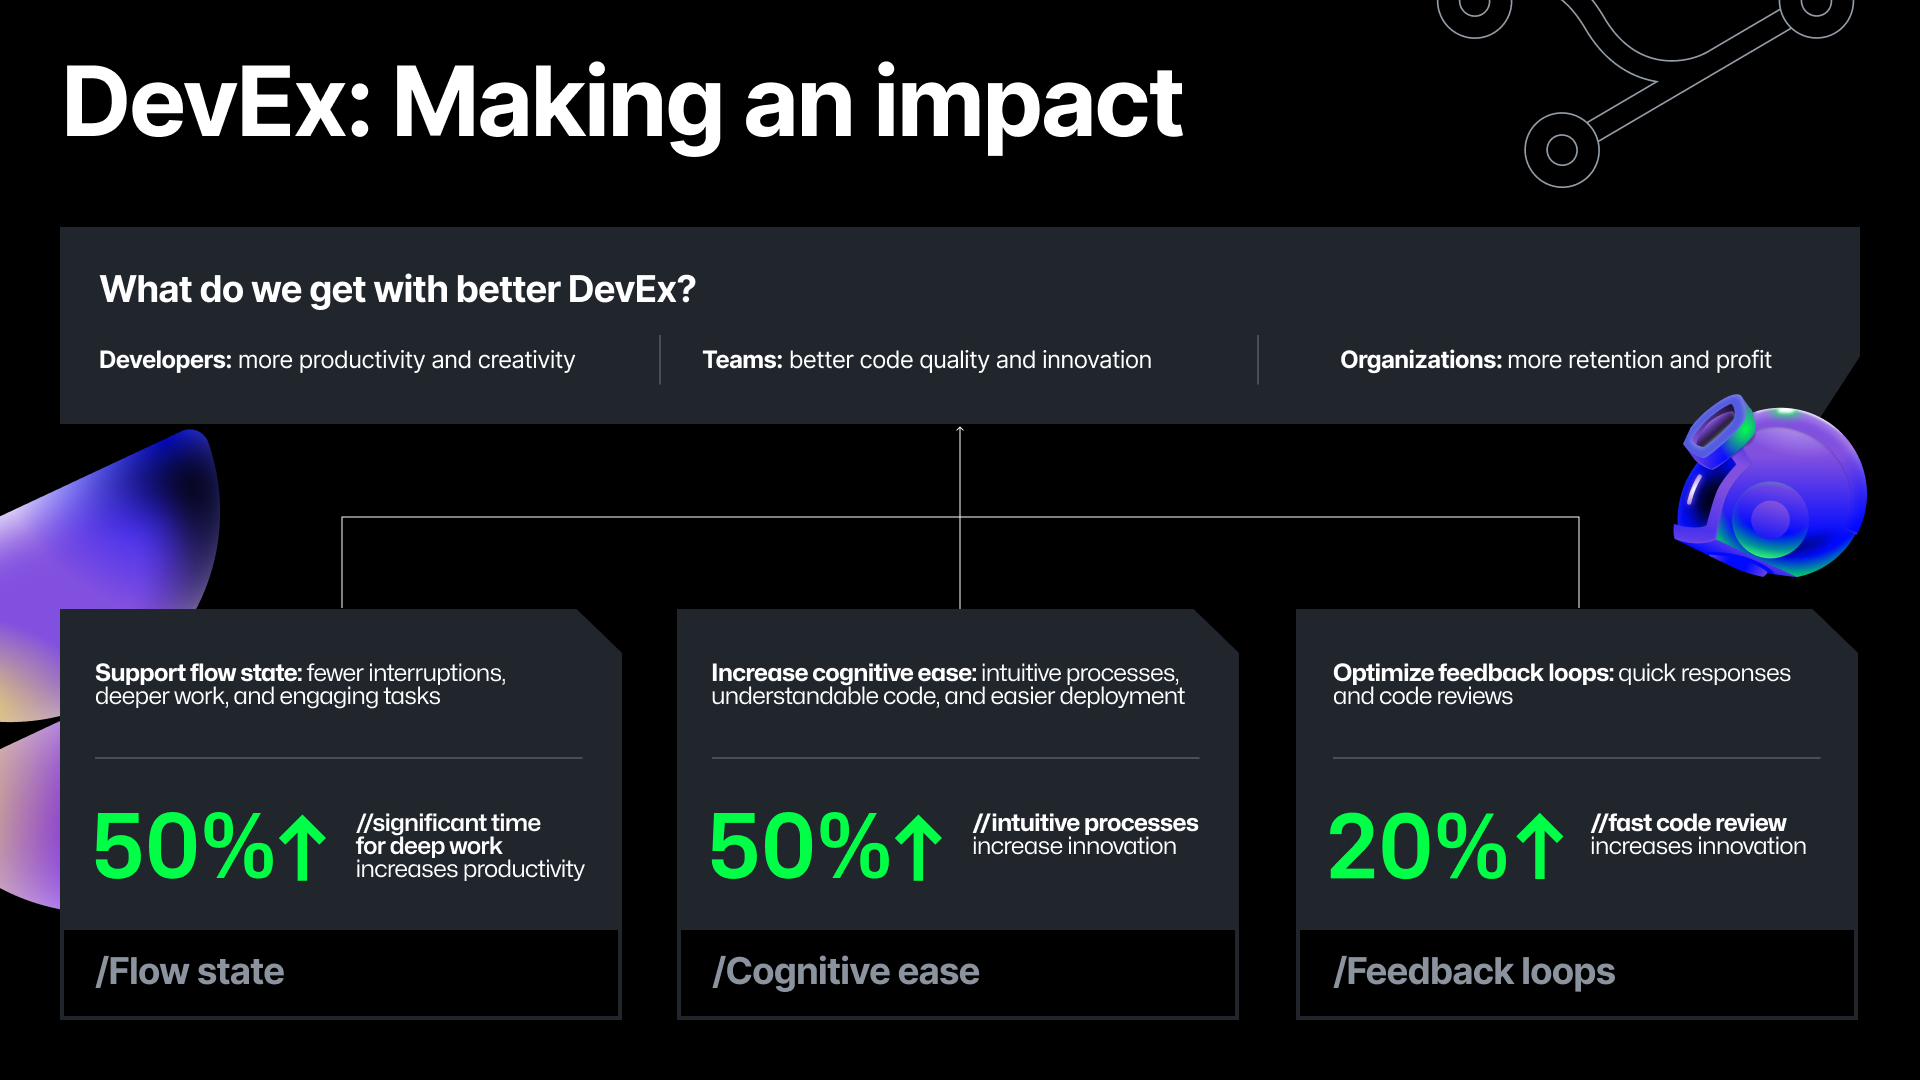 DevEx: Making an impact
What do we get with better DevEx?
Developers: more productivity and creativity
Teams: better code quality and innovation
Organizations: more retention and profit
Support flow state: fewer interruptions,
deeper work, and engaging tasks
50%↑
//significant time
for deep work
increases productivity
/Flow state
Increase cognitive ease: intuitive processes,
understandable code, and easier deployment
50%↑
//intuitive processes
increase innovation
/Cognitive ease
Optimize feedback loops: quick responses
and code reviews
20%↑
//fast code review
increases innovation
/Feedback loops